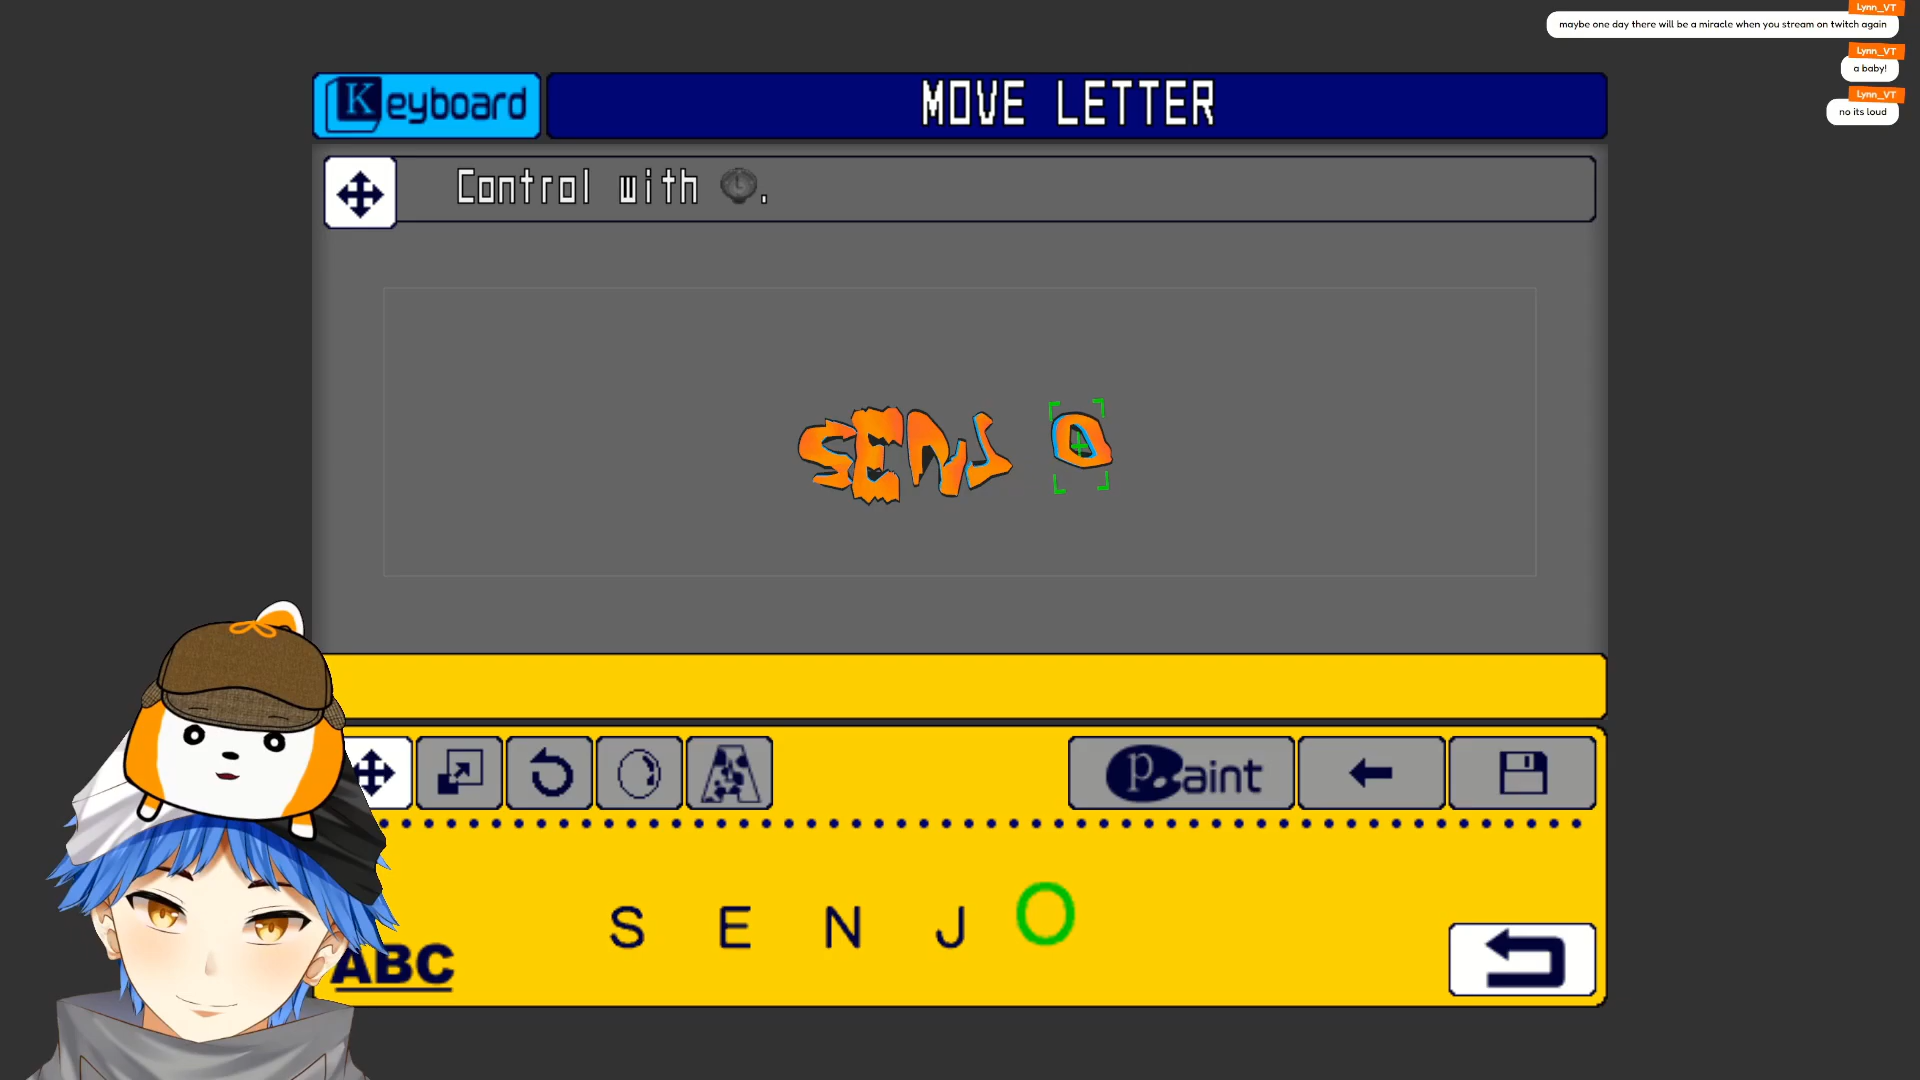 Lynn_VT
maybe one day there will be a miracle when you stream on twitch again
Lynn_VT
a baby!
Lynn_VT
no its loud
Keyboard
MOVE LETTER
Control with .
SENJO
Paint
S E N J O
ABC